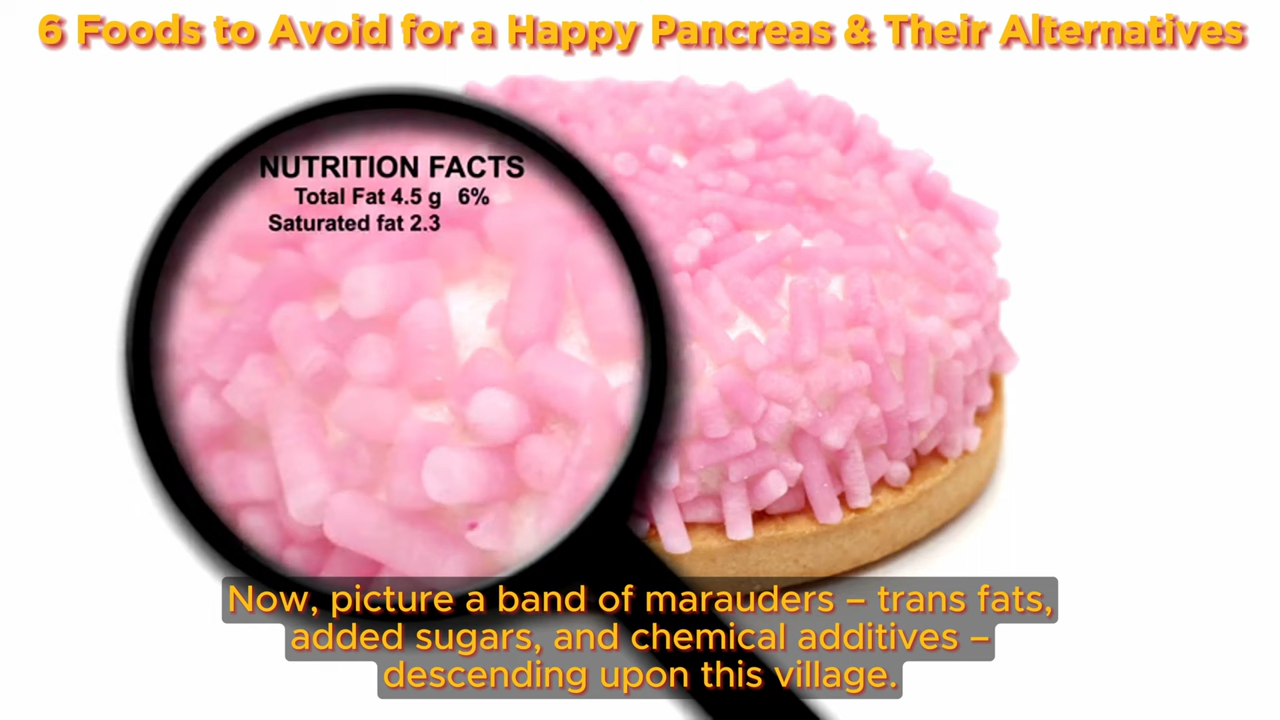 6 Foods to Avoid for a Happy Pancreas & Their Alternatives
NUTRITION FACTS
Total Fat 4.5 g 6%
Saturated fat 2.3
Now, picture a band of marauders – trans fats,
added sugars, and chemical additives –
descending upon this village.